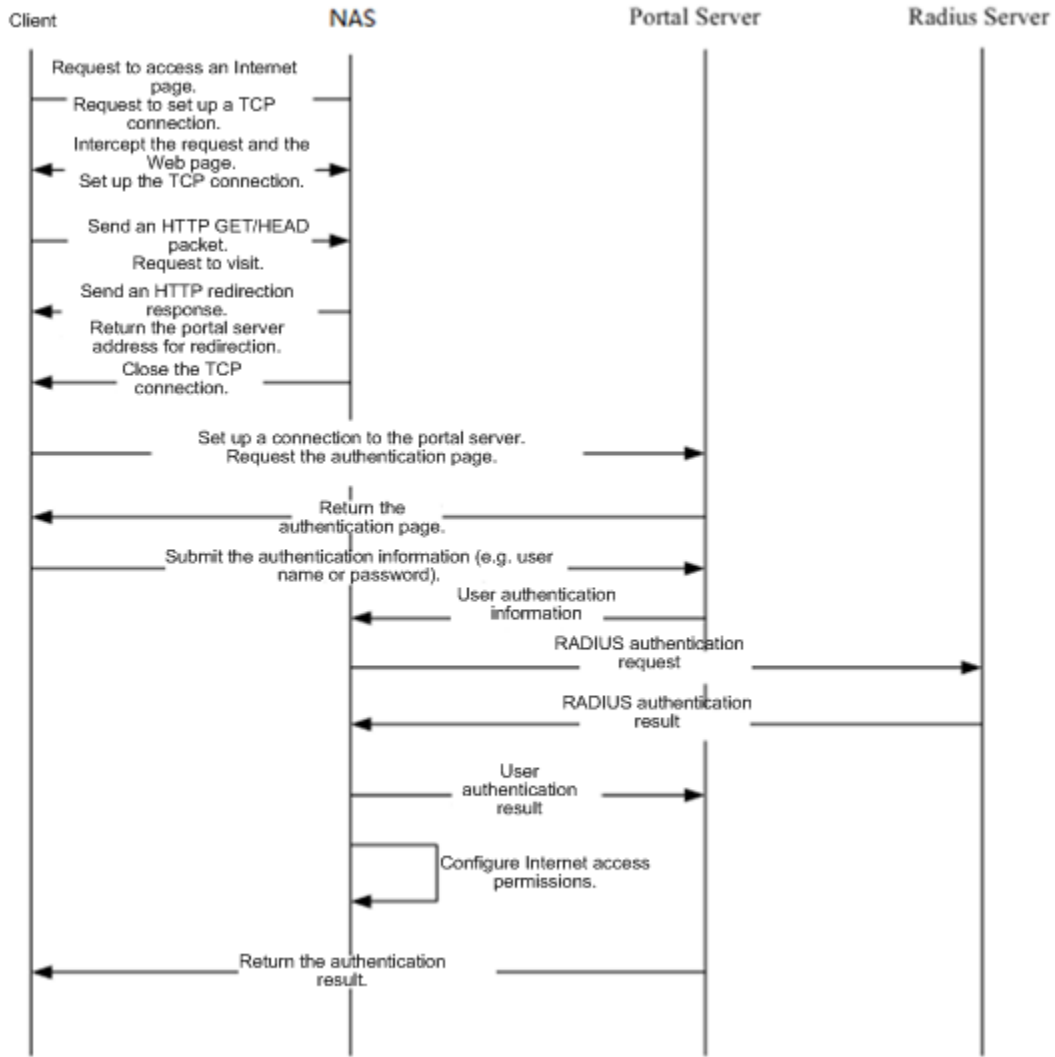 Client
NAS
Portal Server
Radius Server
Request to access an Internet
page.
Request to set up a TCP
connection.
Intercept the request and the
Web page.
Set up the TCP connection.
Send an HTTP GET/HEAD
packet.
Request to visit.
Send an HTTP redirection
response.
Return the portal server
address for redirection.
Close the TCP
connection.
Set up a connection to the portal server.
Request the authentication page.
Return the
authentication page.
Submit the authentication information (e.g. user
name or password).
User authentication
information
RADIUS authentication
request
RADIUS authentication
result
User
authentication
result
Configure Internet access
permissions.
Return the authentication
result.